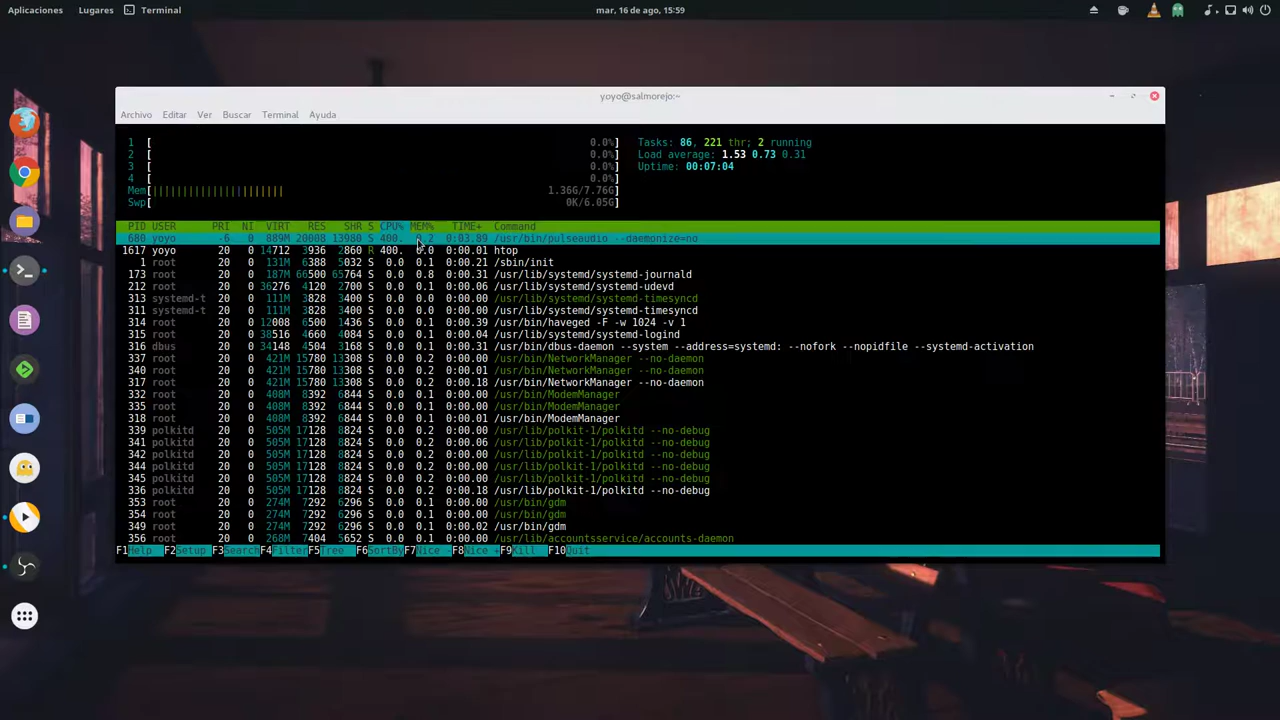 Aplicaciones Lugares Terminal mar, 16 de ago, 15:59
yoyo@salmorejo:~
Archivo Editar Ver Buscar Terminal Ayuda
1 [ 0.0%] Tasks: 86, 221 thr; 2 running
2 [ 0.0%] Load average: 1.53 0.73 0.31
3 [ 0.0%] Uptime: 00:07:04
4 [ 0.0%]
Mem[|||||||||||||||||||||| 1.36G/7.76G]
Swp[ 0K/6.05G]
PID USER PRI NI VIRT RES SHR S CPU% MEM% TIME+ Command
680 yoyo -6 0 889M 20008 13980 S 400. 0.2 0:03.89 /usr/bin/pulseaudio --daemonize=no
1617 yoyo 20 0 14712 3936 2860 R 400. 0.0 0:00.01 htop
1 root 20 0 131M 6388 5032 S 0.0 0.1 0:00.21 /sbin/init
173 root 20 0 187M 66500 65764 S 0.0 0.8 0:00.31 /usr/lib/systemd/systemd-journald
212 root 20 0 36276 4120 2700 S 0.0 0.1 0:00.06 /usr/lib/systemd/systemd-udevd
313 systemd-t 20 0 111M 3828 3400 S 0.0 0.0 0:00.00 /usr/lib/systemd/systemd-timesyncd
311 systemd-t 20 0 111M 3828 3400 S 0.0 0.0 0:00.00 /usr/lib/systemd/systemd-timesyncd
314 root 20 0 12008 6500 1436 S 0.0 0.1 0:00.39 /usr/bin/haveged -F -w 1024 -v 1
315 root 20 0 38516 4660 4084 S 0.0 0.1 0:00.04 /usr/lib/systemd/systemd-logind
316 dbus 20 0 34148 4504 3168 S 0.0 0.1 0:00.31 /usr/bin/dbus-daemon --system --address=systemd: --nofork --nopidfile --systemd-activation
337 root 20 0 421M 15780 13308 S 0.0 0.2 0:00.00 /usr/bin/NetworkManager --no-daemon
340 root 20 0 421M 15780 13308 S 0.0 0.2 0:00.01 /usr/bin/NetworkManager --no-daemon
317 root 20 0 421M 15780 13308 S 0.0 0.2 0:00.18 /usr/bin/NetworkManager --no-daemon
332 root 20 0 408M 8392 6844 S 0.0 0.1 0:00.00 /usr/bin/ModemManager
335 root 20 0 408M 8392 6844 S 0.0 0.1 0:00.00 /usr/bin/ModemManager
318 root 20 0 408M 8392 6844 S 0.0 0.1 0:00.01 /usr/bin/ModemManager
339 polkitd 20 0 505M 17128 8824 S 0.0 0.2 0:00.00 /usr/lib/polkit-1/polkitd --no-debug
341 polkitd 20 0 505M 17128 8824 S 0.0 0.2 0:00.06 /usr/lib/polkit-1/polkitd --no-debug
342 polkitd 20 0 505M 17128 8824 S 0.0 0.2 0:00.00 /usr/lib/polkit-1/polkitd --no-debug
344 polkitd 20 0 505M 17128 8824 S 0.0 0.2 0:00.00 /usr/lib/polkit-1/polkitd --no-debug
345 polkitd 20 0 505M 17128 8824 S 0.0 0.2 0:00.00 /usr/lib/polkit-1/polkitd --no-debug
336 polkitd 20 0 505M 17128 8824 S 0.0 0.2 0:00.18 /usr/lib/polkit-1/polkitd --no-debug
353 root 20 0 274M 7292 6296 S 0.0 0.1 0:00.00 /usr/bin/gdm
354 root 20 0 274M 7292 6296 S 0.0 0.1 0:00.00 /usr/bin/gdm
349 root 20 0 274M 7292 6296 S 0.0 0.1 0:00.02 /usr/bin/gdm
356 root 20 0 268M 7404 5652 S 0.0 0.1 0:00.00 /usr/lib/accountsservice/accounts-daemon
F1Help F2Setup F3SearchF4FilterF5Tree F6SortByF7Nice -F8Nice +F9Kill F10Quit